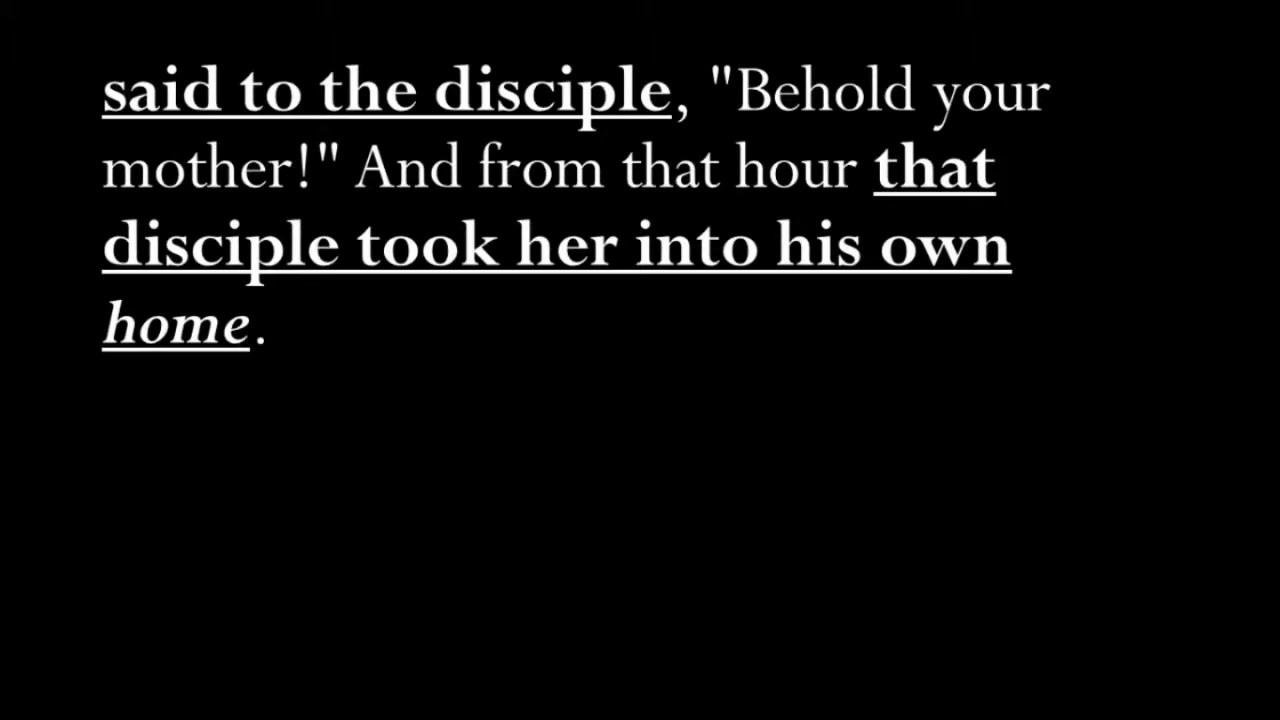 said to the disciple, "Behold your
mother!" And from that hour that
disciple took her into his own
home.